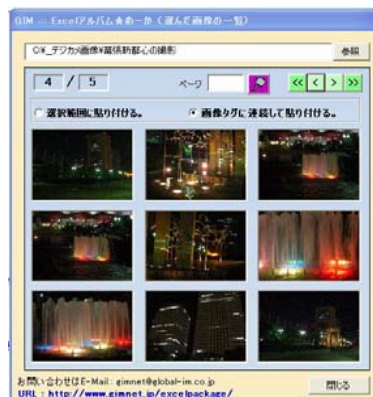 GIM ... Excelアルバム★めーか (選んだ画像の一覧)
C:¥_デジカメ画像¥幕張新都心の撮影 参照
4 / 5 ページ << < > >>
選択範囲に貼り付ける。 画像タグに連続して貼り付ける。
お問い合わせはE-Mail : gimnet@global-im.co.jp 閉じる
URL : http://www.gimnet.jp/excelpackage/